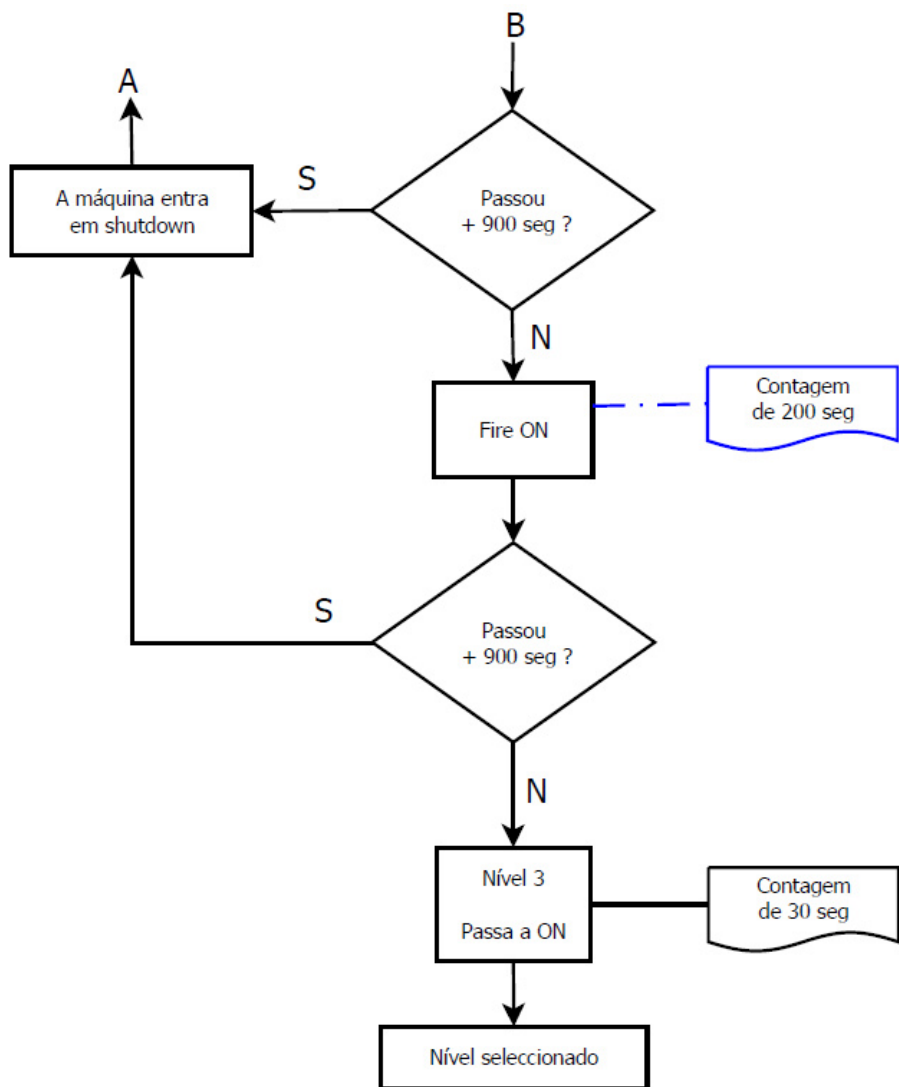 B
A
A máquina entra
em shutdown
S
Passou
+ 900 seg ?
N
Fire ON
Contagem
de 200 seg
S
Passou
+ 900 seg ?
N
Nível 3
Passa a ON
Contagem
de 30 seg
Nível seleccionado